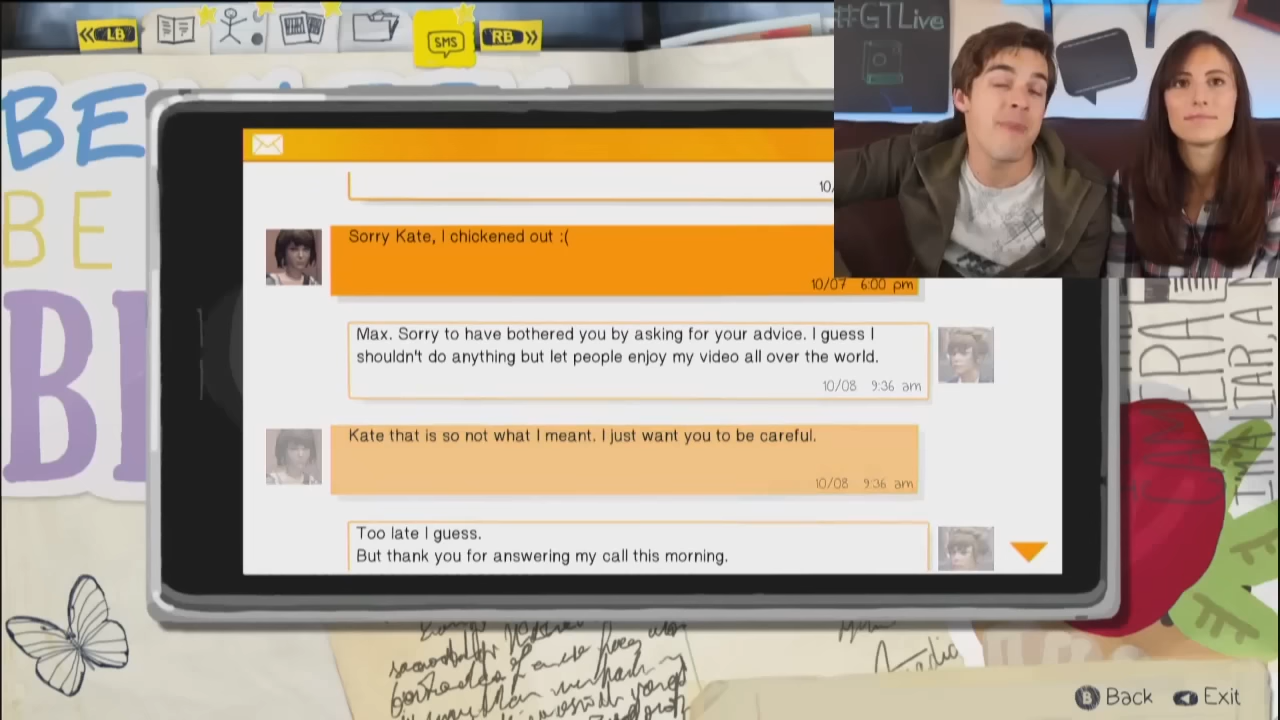 #GTLive
LB
SMS
RB
BE
BE
10/
Sorry Kate, I chickened out :(
10/07 6:00 pm
Max. Sorry to have bothered you by asking for your advice. I guess I
shouldn't do anything but let people enjoy my video all over the world.
10/08 9:36 am
Kate that is so not what I meant. I just want you to be careful.
10/08 9:36 am
Too late I guess.
But thank you for answering my call this morning.
B Back Exit